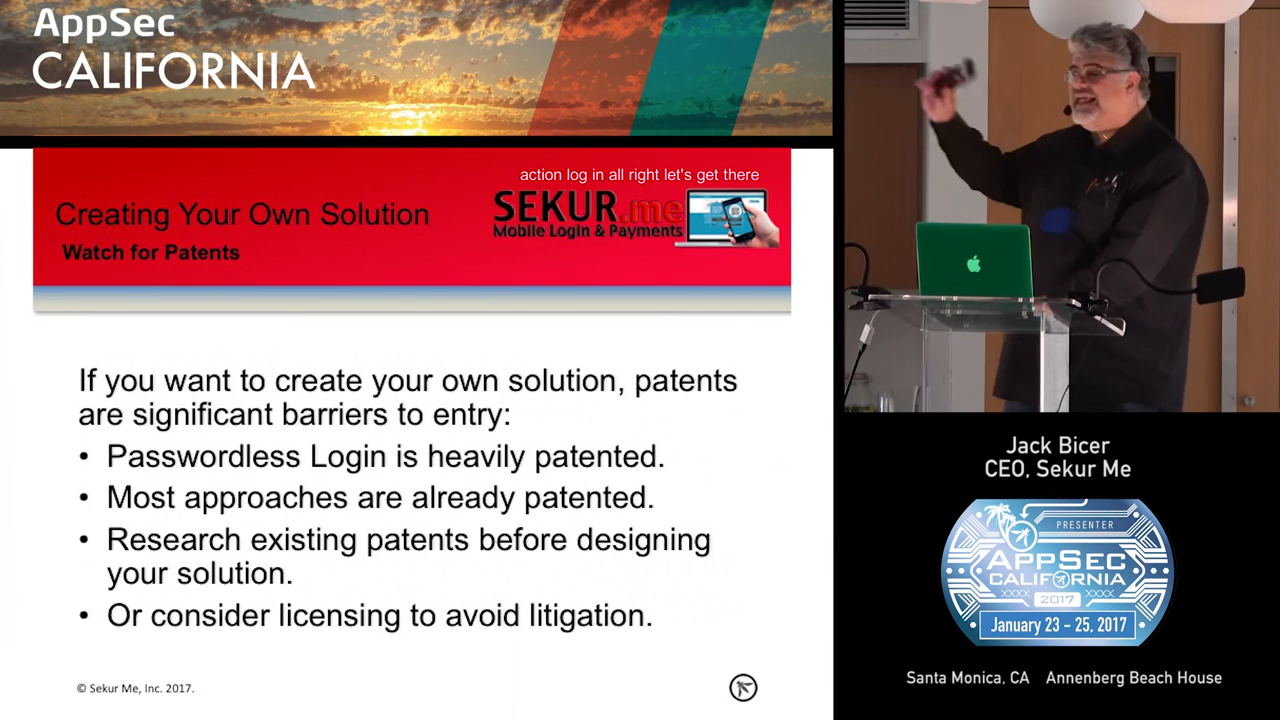 AppSec
CALIFORNIA
action log in all right let's get there
Creating Your Own Solution
Watch for Patents
SEKUR.me
Mobile Login & Payments
If you want to create your own solution, patents
are significant barriers to entry:
• Passwordless Login is heavily patented.
• Most approaches are already patented.
• Research existing patents before designing
your solution.
• Or consider licensing to avoid litigation.
© Sekur Me, Inc. 2017.
Jack Bicer
CEO, Sekur Me
PRESENTER
APPSEC
CALIFORNIA
2017
January 23 - 25, 2017
Santa Monica, CA Annenberg Beach House